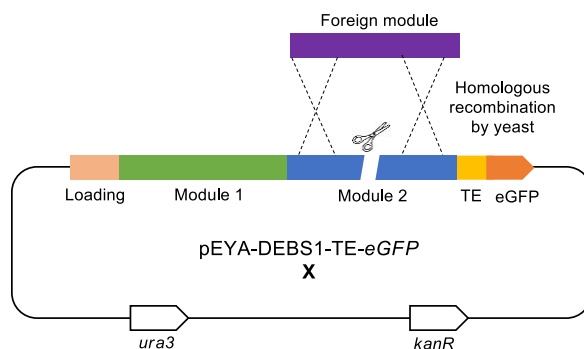 Foreign module
Homologous
recombination
by yeast
Loading
Module 1
Module 2
TE
eGFP
pEYA-DEBS1-TE-eGFP
X
ura3
kanR